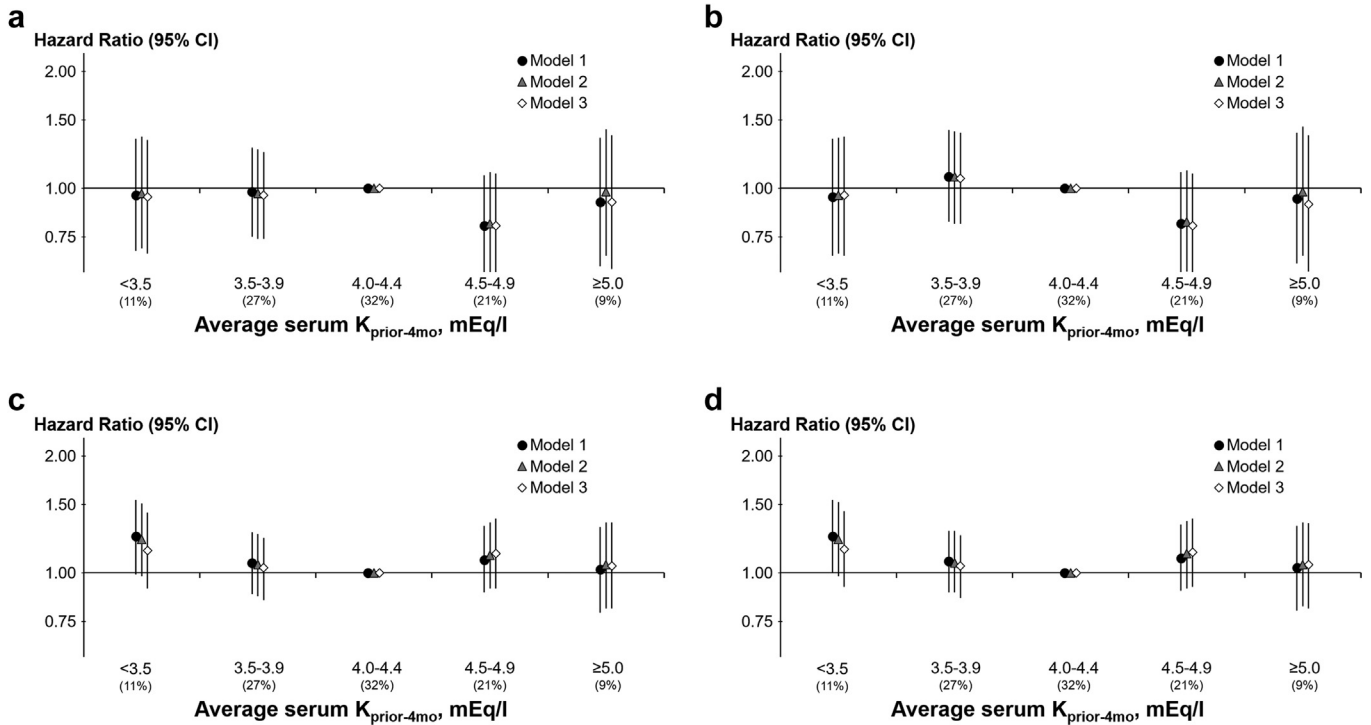 a
Hazard Ratio (95% CI)
Model 1
Model 2
Model 3
2.00
1.50
1.00
0.75
<3.5 3.5-3.9 4.0-4.4 4.5-4.9 ≥5.0
(11%) (27%) (32%) (21%) (9%)
Average serum Kprior-4mo, mEq/l
b
Hazard Ratio (95% CI)
Model 1
Model 2
Model 3
2.00
1.50
1.00
0.75
<3.5 3.5-3.9 4.0-4.4 4.5-4.9 ≥5.0
(11%) (27%) (32%) (21%) (9%)
Average serum Kprior-4mo, mEq/l
c
Hazard Ratio (95% CI)
Model 1
Model 2
Model 3
2.00
1.50
1.00
0.75
<3.5 3.5-3.9 4.0-4.4 4.5-4.9 ≥5.0
(11%) (27%) (32%) (21%) (9%)
Average serum Kprior-4mo, mEq/l
d
Hazard Ratio (95% CI)
Model 1
Model 2
Model 3
2.00
1.50
1.00
0.75
<3.5 3.5-3.9 4.0-4.4 4.5-4.9 ≥5.0
(11%) (27%) (32%) (21%) (9%)
Average serum Kprior-4mo, mEq/l